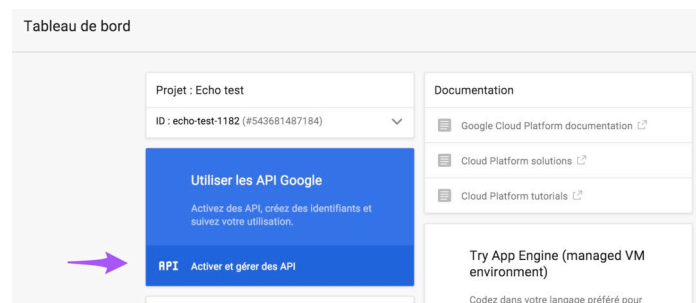 Tableau de bord
Projet : Echo test
ID : echo-test-1182 (#543681487184)
Utiliser les API Google
Activez des API, créez des identifiants et
suivez votre utilisation.
API Activer et gérer des API
Documentation
Google Cloud Platform documentation
Cloud Platform solutions
Cloud Platform tutorials
Try App Engine (managed VM
environment)
Codez dans votre langage préféré pour